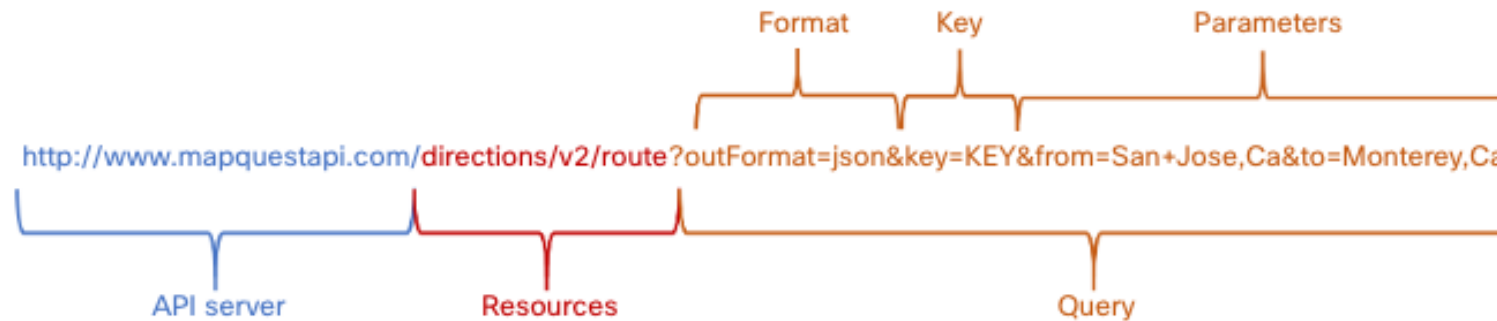 Format Key Parameters
http://www.mapquestapi.com/directions/v2/route?outFormat=json&key=KEY&from=San+Jose,Ca&to=Monterey,Ca
API server Resources Query